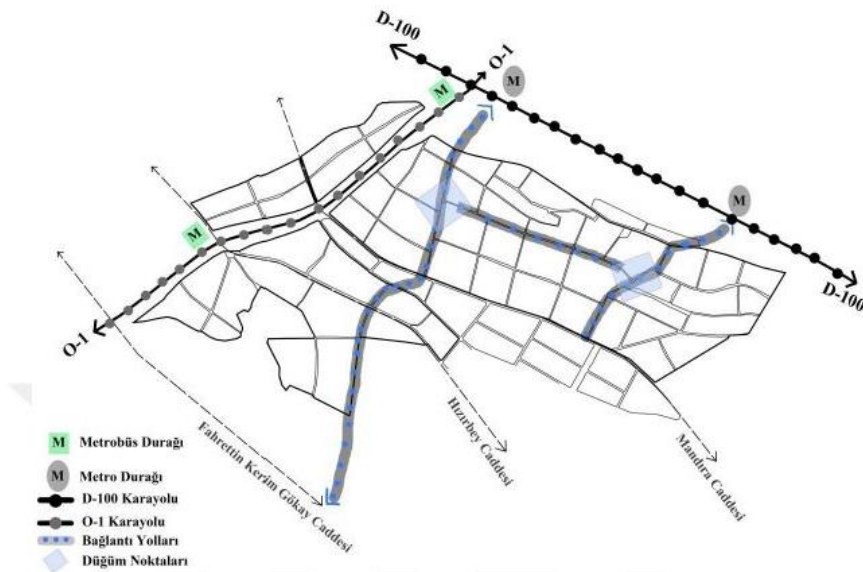 D-100
O-1
M
M
M
M
O-1
D-100
Fahrettin Kerim Gökay Caddesi
Hızırbey Caddesi
Mandıra Caddesi
M Metrobüs Durağı
M Metro Durağı
D-100 Karayolu
O-1 Karayolu
Bağlantı Yolları
Düğüm Noktaları